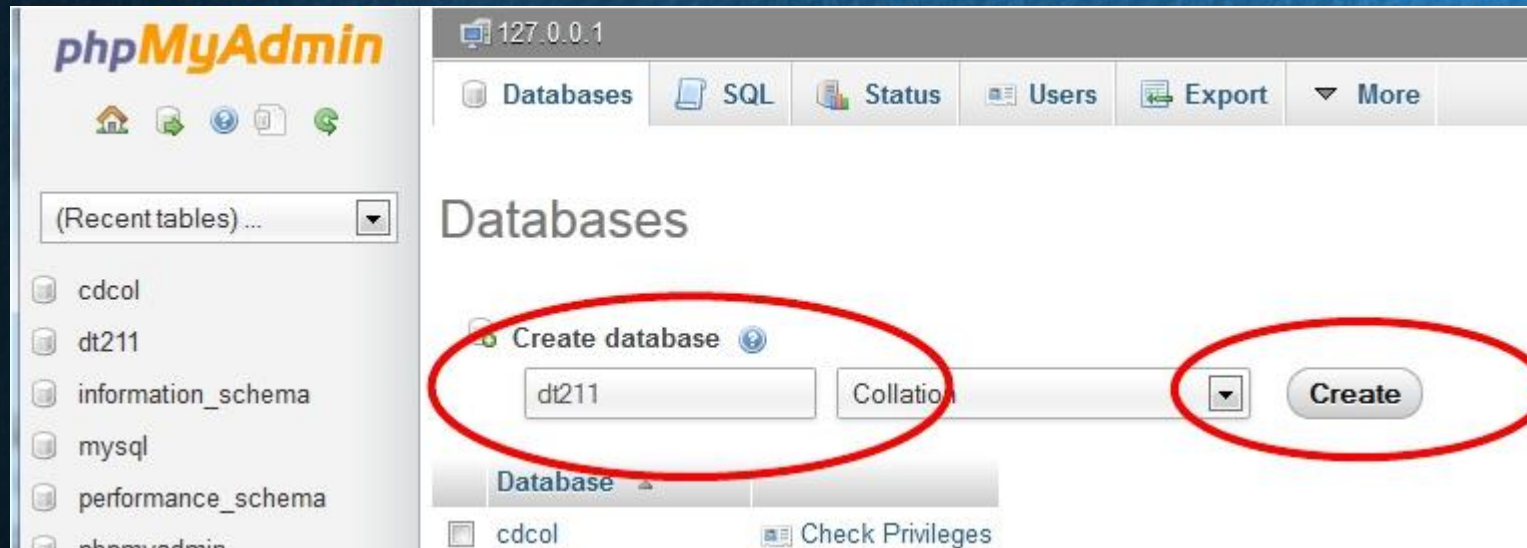 phpMyAdmin
(Recent tables) ...
cdcol
dt211
information_schema
mysql
performance_schema
phpmyadmin
127.0.0.1
Databases SQL Status Users Export More
Databases
Create database
dt211 Collation Create
Database
cdcol Check Privileges